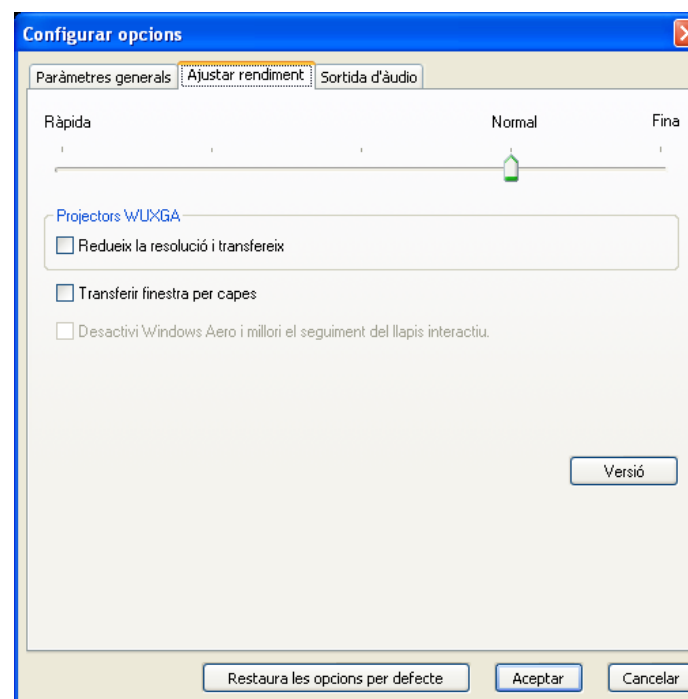 Configurar opcions
Paràmetres generals Ajustar rendiment Sortida d'àudio
Ràpida Normal Fina
Projectors WUXGA
Redueix la resolució i transfereix
Transferir finestra per capes
Desactivi Windows Aero i millori el seguiment del llapis interactiu.
Versió
Restaura les opcions per defecte Aceptar Cancelar